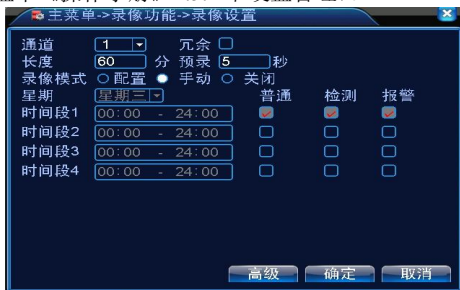 主菜单->录像功能->录像设置
通道 1 冗余
长度 60 分 预录 5 秒
录像模式 配置 手动 关闭
星期 星期三 普通 检测 报警
时间段1 00:00 - 24:00
时间段2 00:00 - 24:00
时间段3 00:00 - 24:00
时间段4 00:00 - 24:00
高级 确定 取消